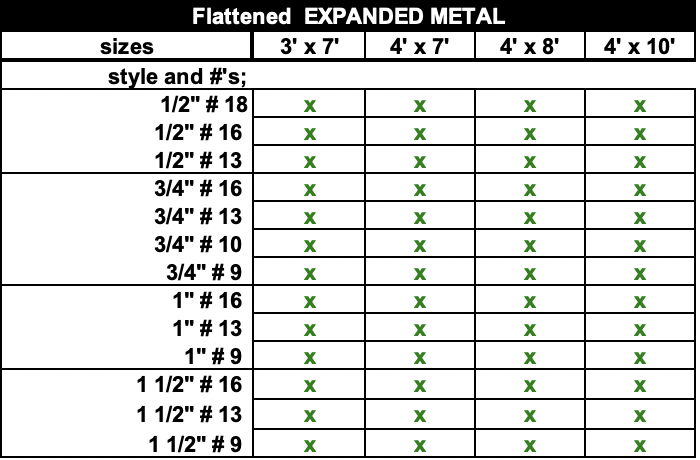 Flattened  EXPANDED METAL
sizes 3' x 7' 4' x 7' 4' x 8' 4' x 10'
style and #'s;
1/2" # 18 x x x x
1/2" # 16 x x x x
1/2" # 13 x x x x
3/4" # 16 x x x x
3/4" # 13 x x x x
3/4" # 10 x x x x
3/4" # 9 x x x x
1" # 16 x x x x
1" # 13 x x x x
1" # 9 x x x x
1 1/2" # 16 x x x x
1 1/2" # 13 x x x x
1 1/2" # 9 x x x x